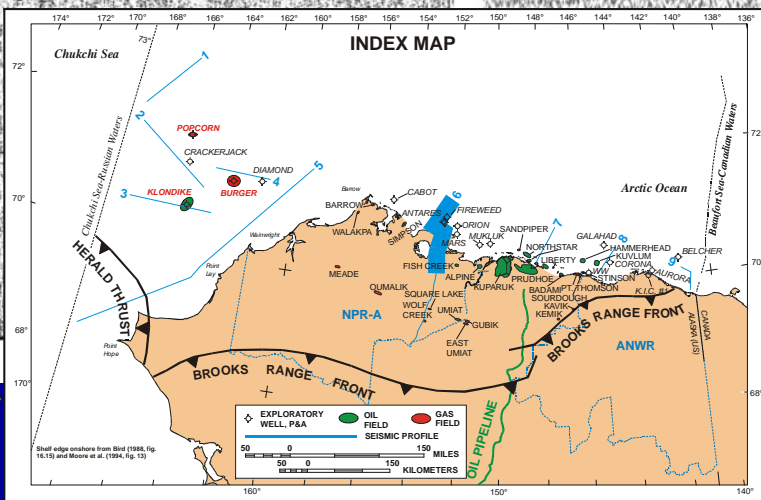 174° 172° 170° 168° 166° 164° 162° 160° 158° 156° 154° 152° 150° 148° 146° 144° 142° 140° 138° 136°
Chukchi Sea
73°
INDEX MAP
72°
1
2
POPCORN
72°
CRACKERJACK
DIAMOND
5
4
KLONDIKE
BURGER
3
70°
Chukchi Sea-Russian Waters
Beaufort Sea-Canadian Waters
Arctic Ocean
Barrow
BARROW
CABOT
6
ANTARES
FIREWEED
WALAKPA
SIMPSON
ORION
MARS
MUKLUK
SANDPIPER
7
GALAHAD
8
NORTHSTAR
HAMMERHEAD
KUVLUM
BELCHER
Wainwright
LIBERTY
CORONA
9
AURORA
70°
HERALD THRUST
Point Lay
MEADE
FISH CREEK
ALPINE
PRUDHOE
WW
STINSON
OUMALIK
KUPARUK
BADAMI
PT. THOMSON
K.I.C. #1
SQUARE LAKE
SOURDOUGH
WOLF CREEK
UMIAT
KAVIK
KEMIK
NPR-A
GUBIK
EAST UMIAT
68°
Point Hope
BROOKS RANGE FRONT
BROOKS RANGE FRONT
ANWR
CANADA
ALASKA (US)
170°
68°
OIL PIPELINE
EXPLORATORY WELL, P&A
OIL FIELD
GAS FIELD
SEISMIC PROFILE
50 0 150
MILES
50 0 150
KILOMETERS
Shelf edge onshore from Bird (1988, fig.
16.15) and Moore et al. (1994, fig. 13)
160°
150°
140°